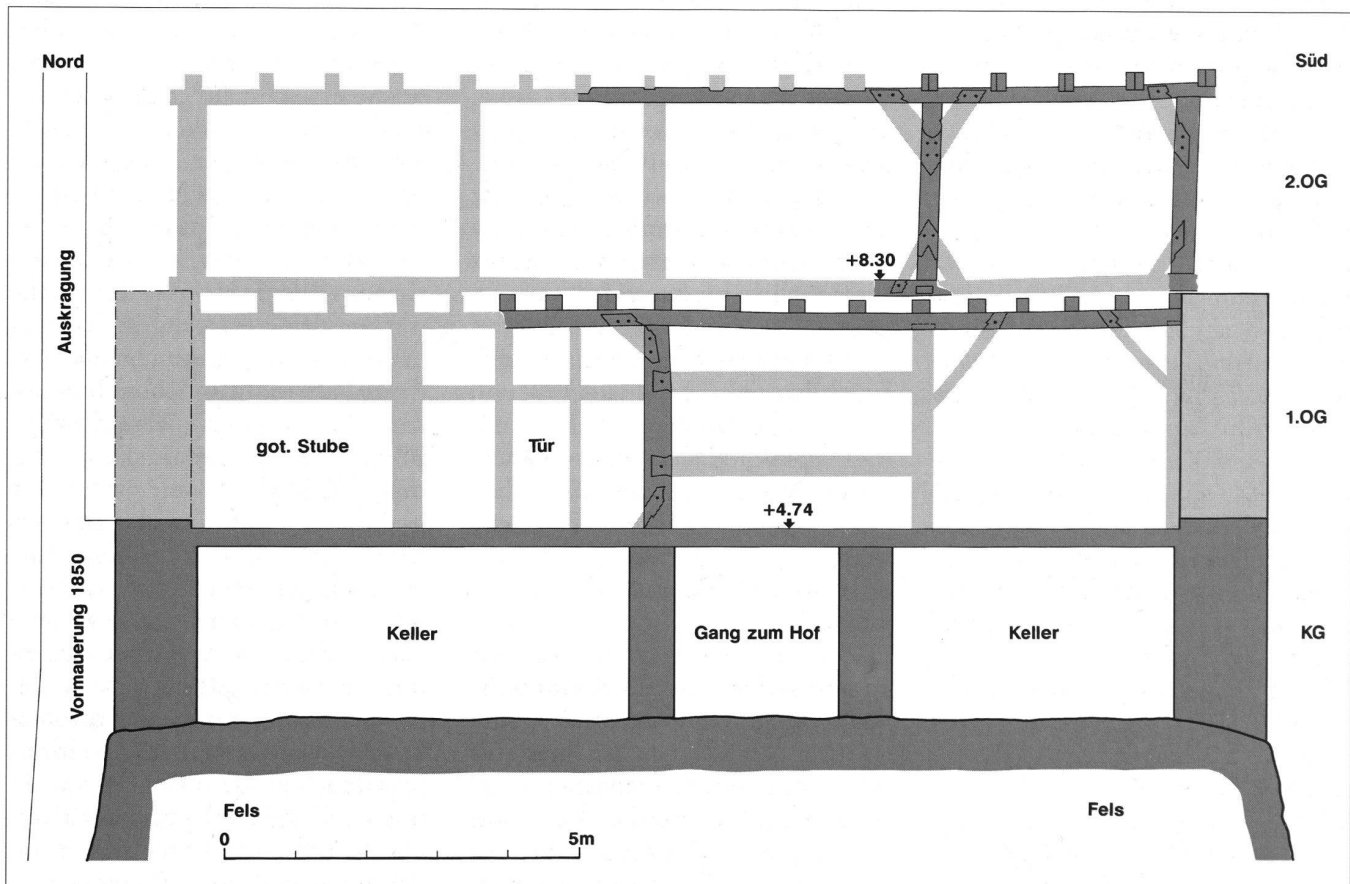 Nord
Süd
2.OG
Auskragung
+8.30
1.OG
got. Stube
Tür
+4.74
Vormauerung 1850
Keller
Gang zum Hof
Keller
KG
Fels
Fels
0
5m